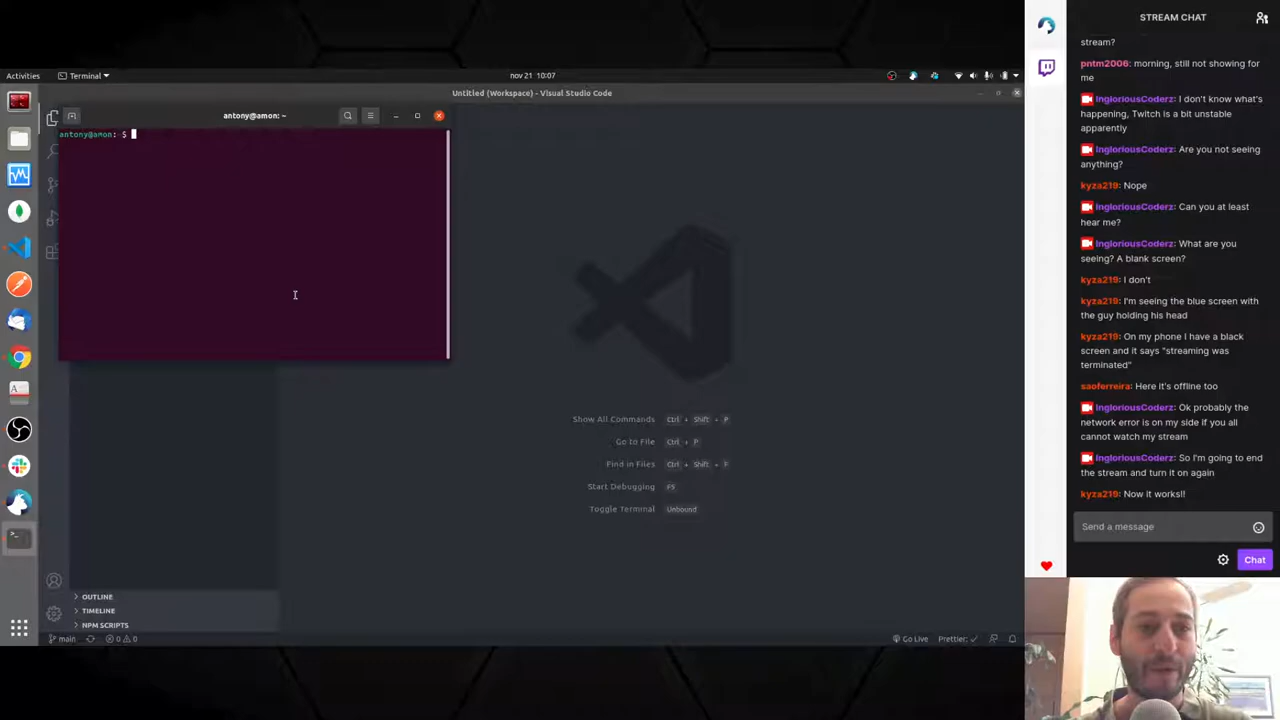 Activities
Terminal
nov 21 10:07
Untitled (Workspace) - Visual Studio Code
antony@amon: ~
antony@amon: $
Show All Commands Ctrl + Shift + P
Go to File Ctrl + P
Find in Files Ctrl + Shift + F
Start Debugging F5
Toggle Terminal Unbound
OUTLINE
TIMELINE
NPM SCRIPTS
main
0 0
Go Live
Prettier:
STREAM CHAT
stream?
pntm2006: morning, still not showing for
me
IngloriousCoderz: I don't know what's
happening, Twitch is a bit unstable
apparently
IngloriousCoderz: Are you not seeing
anything?
kyza219: Nope
IngloriousCoderz: Can you at least
hear me?
IngloriousCoderz: What are you
seeing? A blank screen?
kyza219: I don't
kyza219: I'm seeing the blue screen with
the guy holding his head
kyza219: On my phone I have a black
screen and it says "streaming was
terminated"
saoferreira: Here it's offline too
IngloriousCoderz: Ok probably the
network error is on my side if you all
cannot watch my stream
IngloriousCoderz: So I'm going to end
the stream and turn it on again
kyza219: Now it works!!
Send a message
Chat